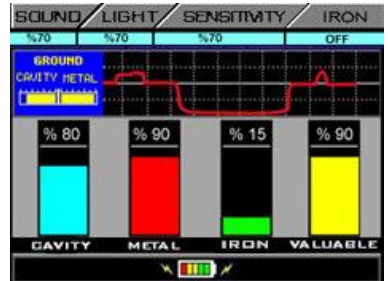 SOUND LIGHT SENSITIVITY IRON
%70 %70 %70 OFF
GROUND
CAVITY METAL
% 80 % 90 % 15 % 90
CAVITY METAL IRON VALUABLE